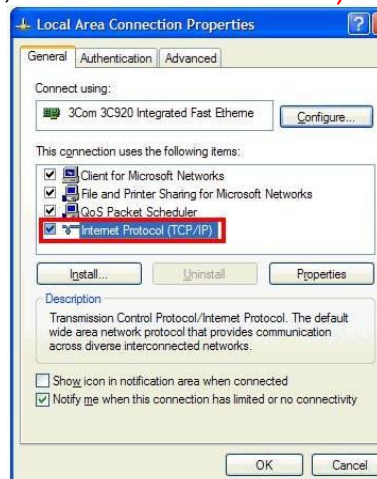 Local Area Connection Properties
General Authentication Advanced
Connect using:
3Com 3C920 Integrated Fast Etherne
Configure...
This connection uses the following items:
Client for Microsoft Networks
File and Printer Sharing for Microsoft Networks
QoS Packet Scheduler
Internet Protocol (TCP/IP)
Install... Uninstall Properties
Description
Transmission Control Protocol/Internet Protocol. The default
wide area network protocol that provides communication
across diverse interconnected networks.
Show icon in notification area when connected
Notify me when this connection has limited or no connectivity
OK Cancel